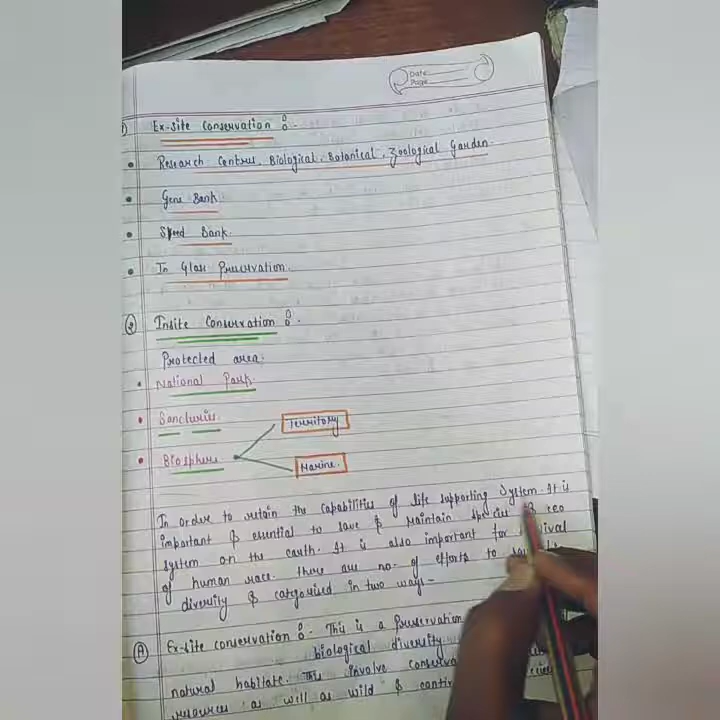 Date
Page
1) Ex-site Conservation :-
• Research Centres, Biological, Botanical, Zoological Garden.
• Gene Bank
• Speed Bank.
• In Glass Preservation.
(2) Insite Conservation :-
Protected area:
• National Park.
• Sancturies
Territory
• Biosphere
Marine.
In order to retain the capabilities of life supporting System. It is
important & essential to save & Maintain species & eco
system on the earth. It is also important for survival
of human race. There are no. of efforts to
diversity & categorised in two ways-
(A) Ex-site conservation :- This is a Preservation
biological diversity
natural habitate. This involve
resources as well as wild &